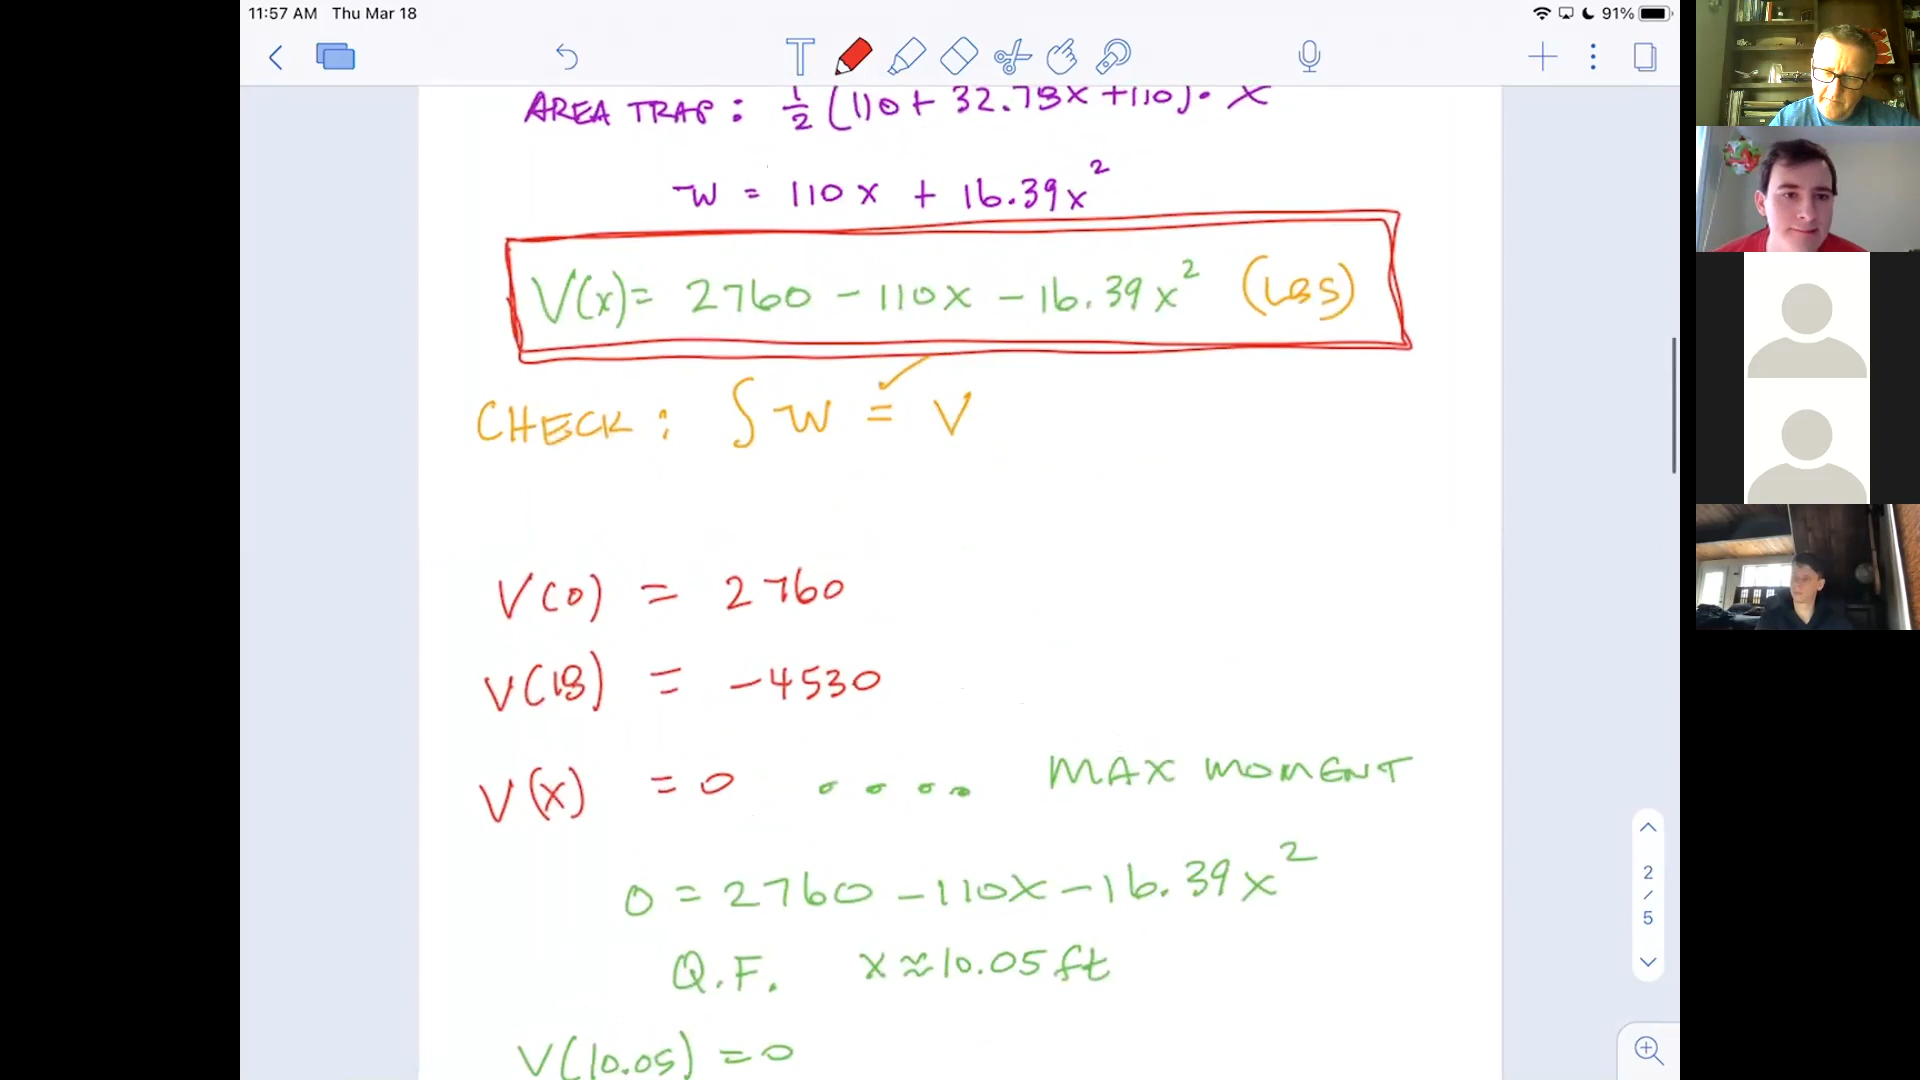 11:57 AM Thu Mar 18 91%
AREA TRAP: 1/2 (110 + 32.78x + 110) · x
w = 110x + 16.39x²
V(x) = 2760 - 110x - 16.39x² (LBS)
CHECK: ∫ w = V
V(0) = 2760
V(18) = -4530
V(x) = 0 .... MAX MOMENT
0 = 2760 - 110x - 16.39x²
Q.F. x ≈ 10.05 ft
V(10.05) = 0
2 / 5